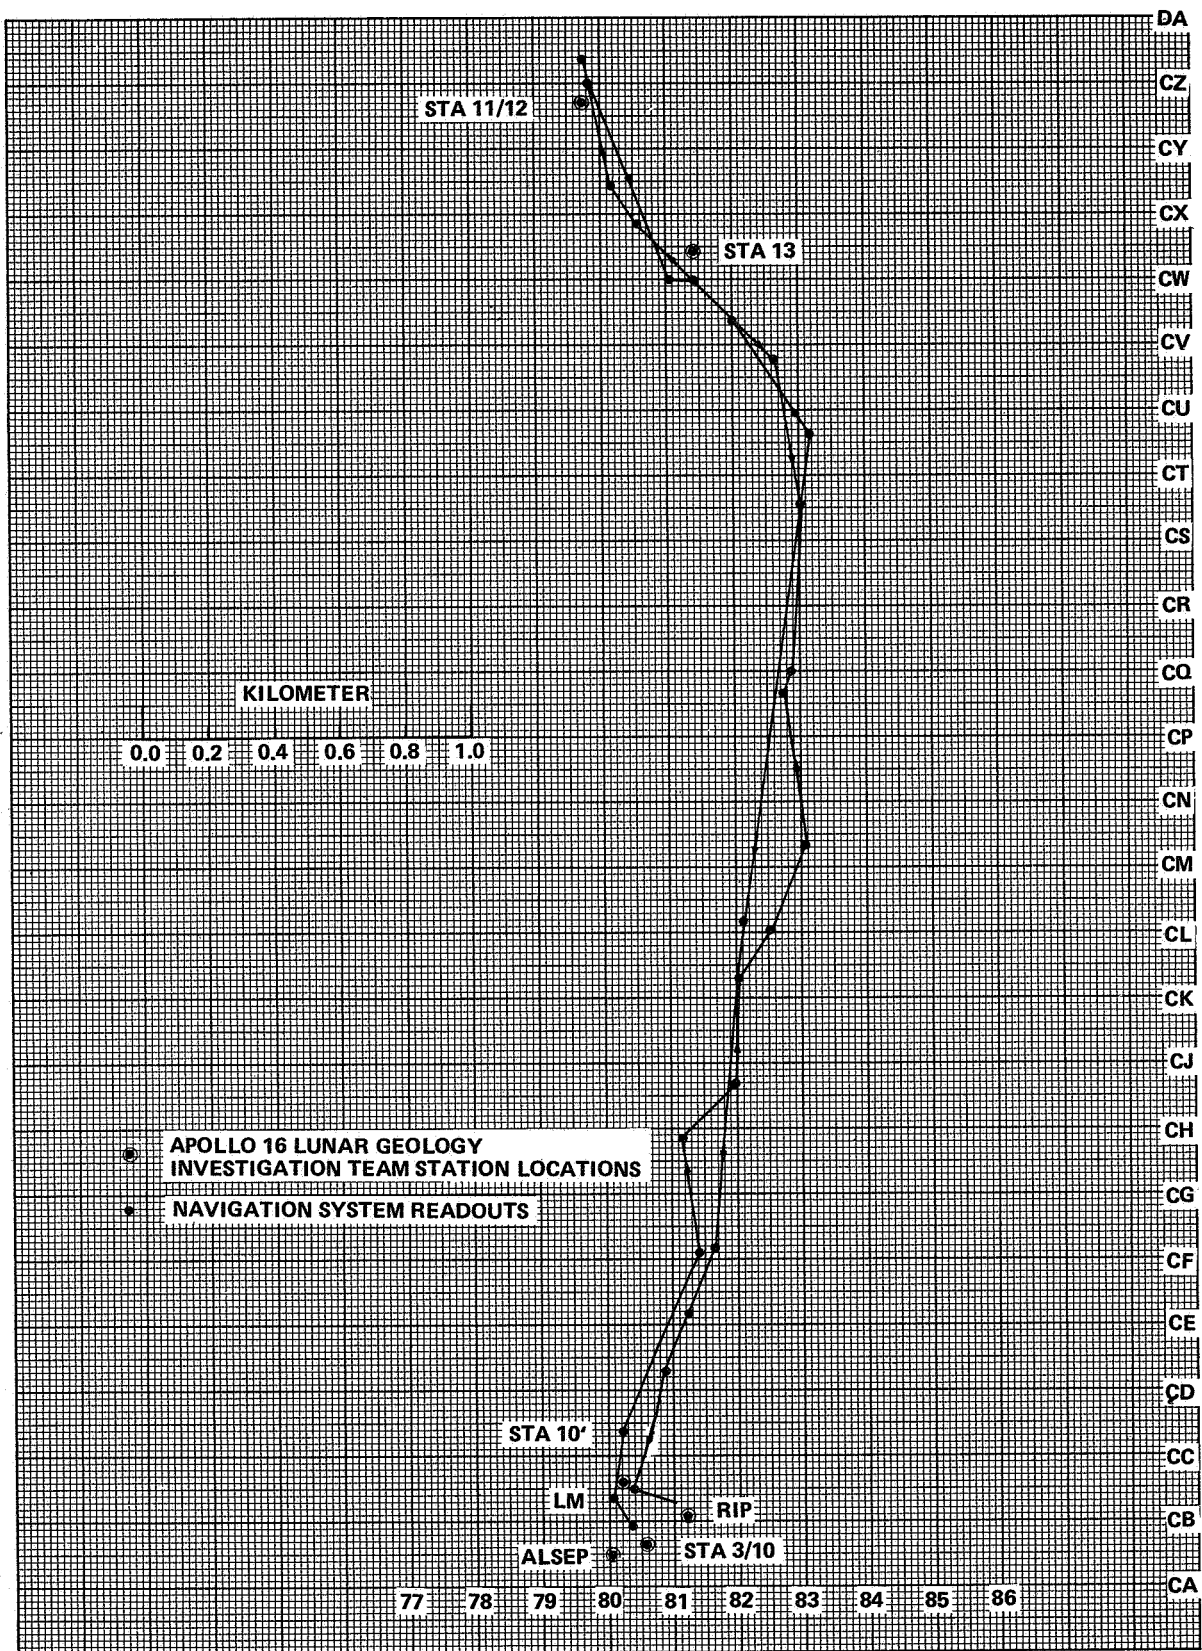 DA
CZ
STA 11/12
CY
CX
STA 13
CW
CV
CU
CT
CS
CR
CQ
KILOMETER
CP
0.0 0.2 0.4 0.6 0.8 1.0
CN
CM
CL
CK
CJ
CH
APOLLO 16 LUNAR GEOLOGY
INVESTIGATION TEAM STATION LOCATIONS
CG
NAVIGATION SYSTEM READOUTS
CF
CE
CD
STA 10'
CC
LM
RIP
CB
STA 3/10
ALSEP
CA
77 78 79 80 81 82 83 84 85 86